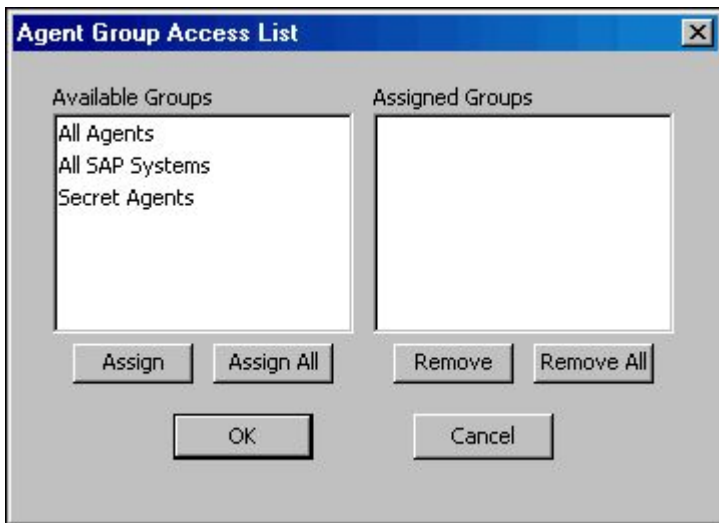 Agent Group Access List
Available Groups Assigned Groups
All Agents
All SAP Systems
Secret Agents
Assign Assign All Remove Remove All
OK Cancel